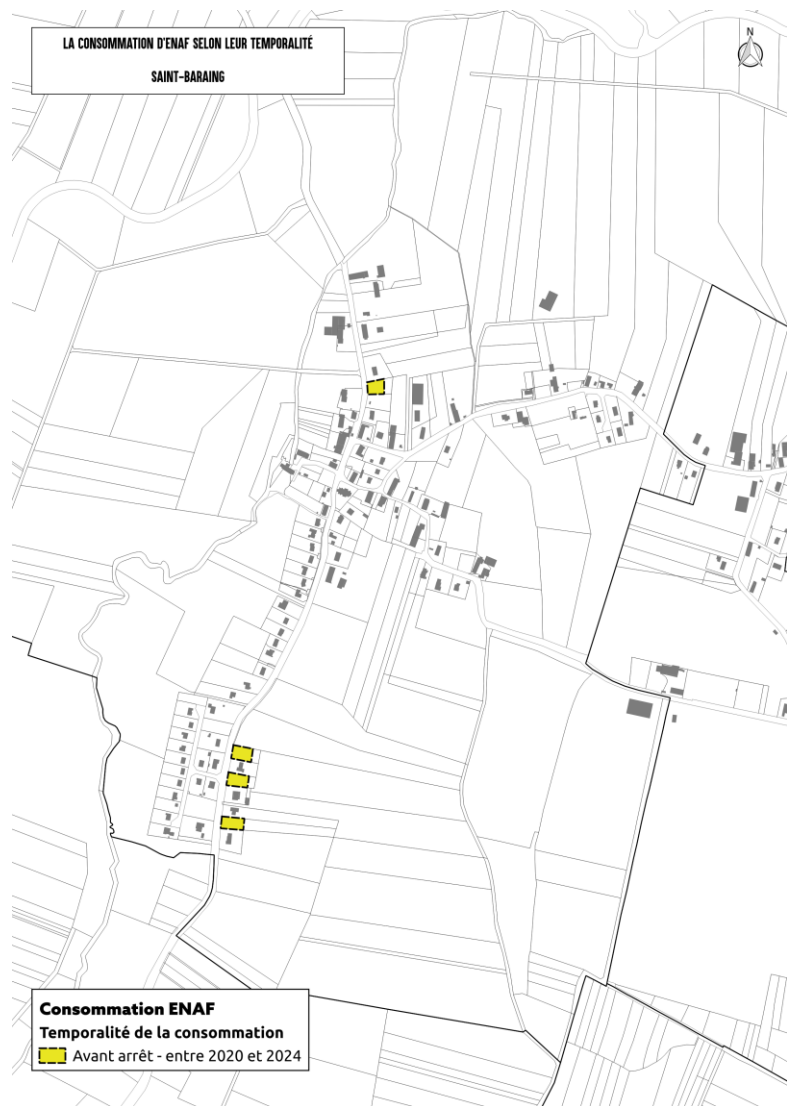 LA CONSOMMATION D'ENAF SELON LEUR TEMPORALITÉ
SAINT-BARAING
N
Consommation ENAF
Temporalité de la consommation
Avant arrêt - entre 2020 et 2024